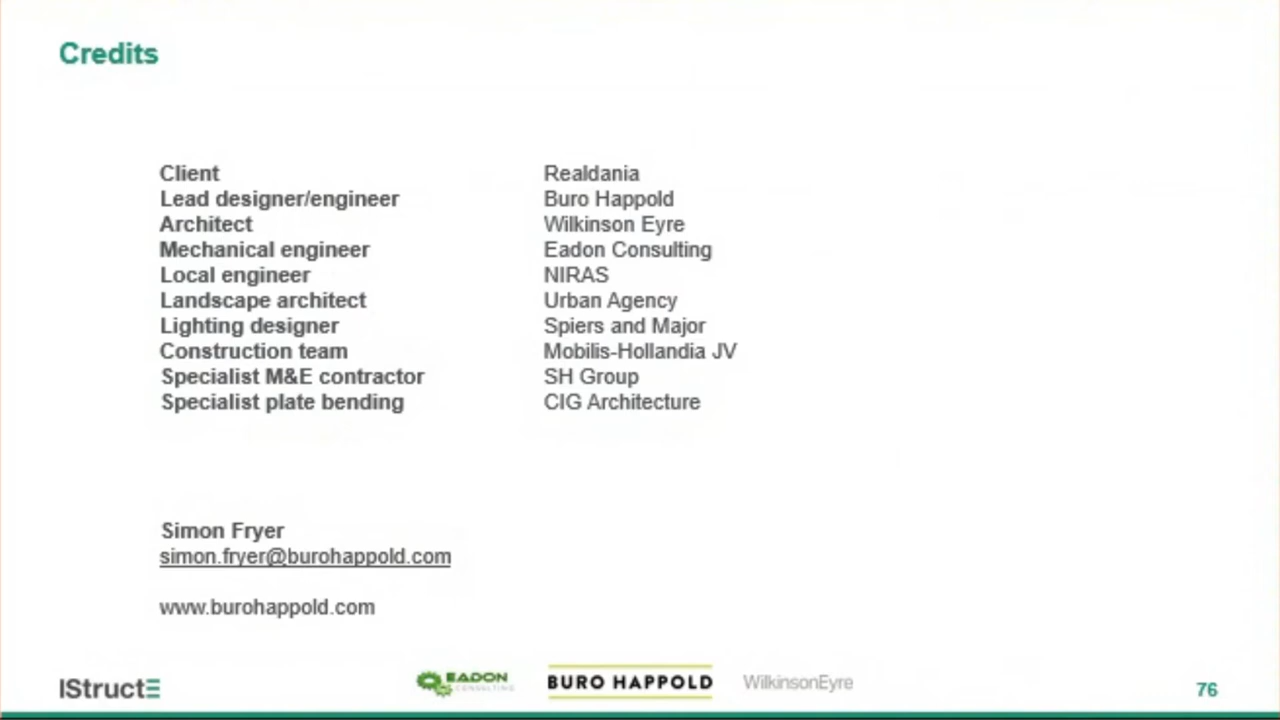 Credits
Client Realdania
Lead designer/engineer Buro Happold
Architect Wilkinson Eyre
Mechanical engineer Eadon Consulting
Local engineer NIRAS
Landscape architect Urban Agency
Lighting designer Spiers and Major
Construction team Mobilis-Hollandia JV
Specialist M&E contractor SH Group
Specialist plate bending CIG Architecture
Simon Fryer
simon.fryer@burohappold.com
www.burohappold.com
IStructE
EADON
CONSULTING
BURO HAPPOLD
WilkinsonEyre
76